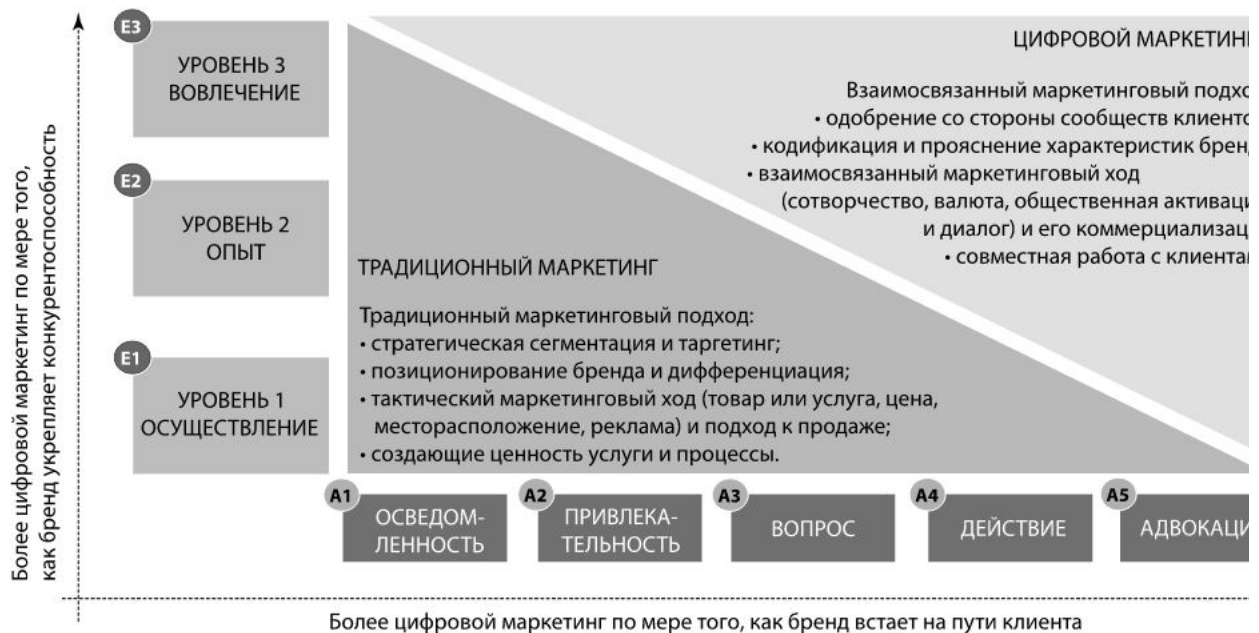 E3
УРОВЕНЬ 3
ВОВЛЕЧЕНИЕ
E2
УРОВЕНЬ 2
ОПЫТ
E1
УРОВЕНЬ 1
ОСУЩЕСТВЛЕНИЕ
Более цифровой маркетинг по мере того,
как бренд укрепляет конкурентоспособность
ЦИФРОВОЙ МАРКЕТИНГ
Взаимосвязанный маркетинговый подхо
• одобрение со стороны сообществ клиенто
• кодификация и прояснение характеристик бренд
• взаимосвязанный маркетинговый ход
(сотворчество, валюта, общественная активаци
и диалог) и его коммерциализац
• совместная работа с клиентам
ТРАДИЦИОННЫЙ МАРКЕТИНГ
Традиционный маркетинговый подход:
• стратегическая сегментация и таргетинг;
• позиционирование бренда и дифференциация;
• тактический маркетинговый ход (товар или услуга, цена,
месторасположение, реклама) и подход к продаже;
• создающие ценность услуги и процессы.
A1
ОСВЕДОМ-
ЛЕННОСТЬ
A2
ПРИВЛЕКА-
ТЕЛЬНОСТЬ
A3
ВОПРОС
A4
ДЕЙСТВИЕ
A5
АДВОКАЦИ
Более цифровой маркетинг по мере того, как бренд встает на пути клиента